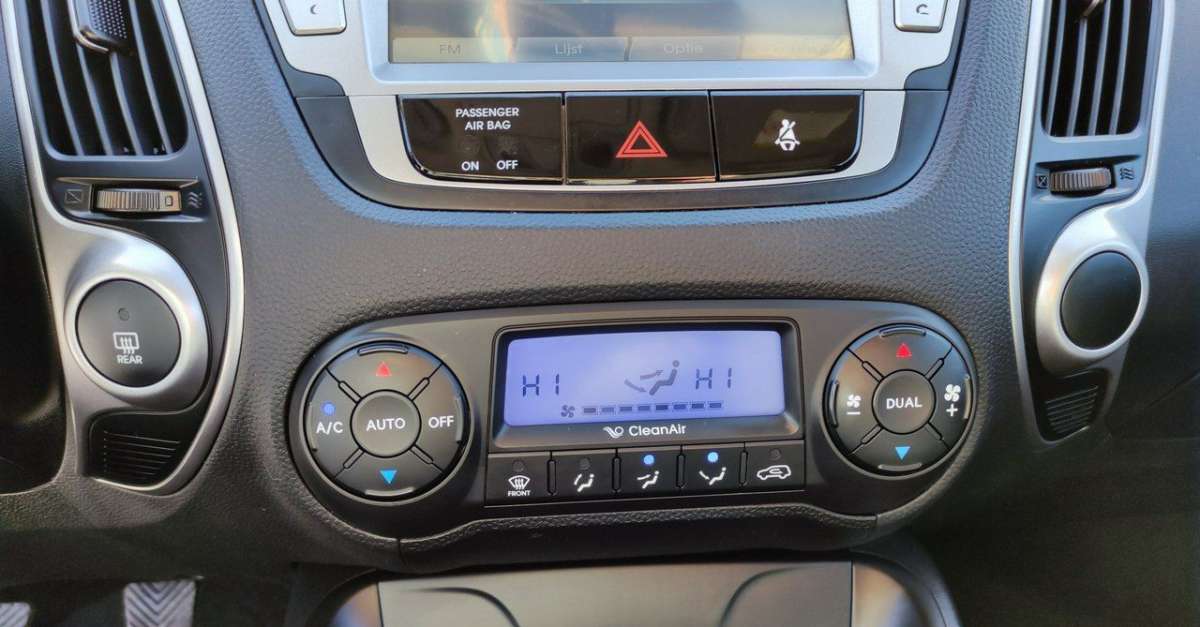 FM Lijst Optie
PASSENGER
AIR BAG
ON OFF
REAR
HI HI
A/C AUTO OFF
DUAL
CleanAir
FRONT